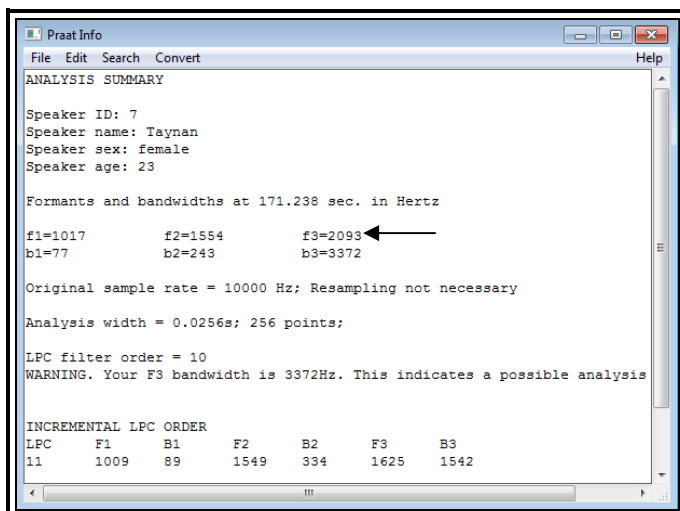 Praat Info
File Edit Search Convert Help
ANALYSIS SUMMARY
Speaker ID: 7
Speaker name: Taynan
Speaker sex: female
Speaker age: 23
Formants and bandwidths at 171.238 sec. in Hertz
f1=1017 f2=1554 f3=2093
b1=77 b2=243 b3=3372
Original sample rate = 10000 Hz; Resampling not necessary
Analysis width = 0.0256s; 256 points;
LPC filter order = 10
WARNING. Your F3 bandwidth is 3372Hz. This indicates a possible analysis
INCREMENTAL LPC ORDER
LPC F1 B1 F2 B2 F3 B3
11 1009 89 1549 334 1625 1542